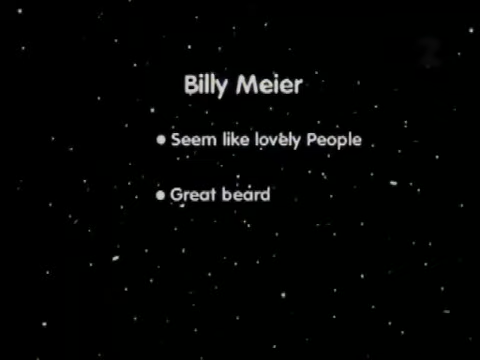 Billy Meier
• Seem like lovely People
• Great beard